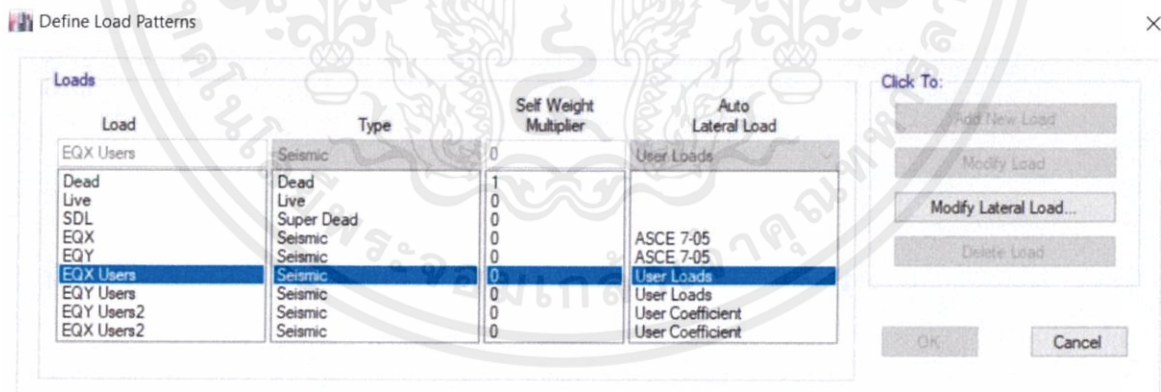 Define Load Patterns
Loads
Click To:
Load Type Self Weight Multiplier Auto Lateral Load
EQX Users Seismic 0 User Loads
Dead Dead 1
Live Live 0
SDL Super Dead 0
EQX Seismic 0 ASCE 7-05
EQY Seismic 0 ASCE 7-05
EQX Users Seismic 0 User Loads
EQY Users Seismic 0 User Loads
EQY Users2 Seismic 0 User Coefficient
EQX Users2 Seismic 0 User Coefficient
Add New Load
Modify Load
Modify Lateral Load...
Delete Load
OK Cancel